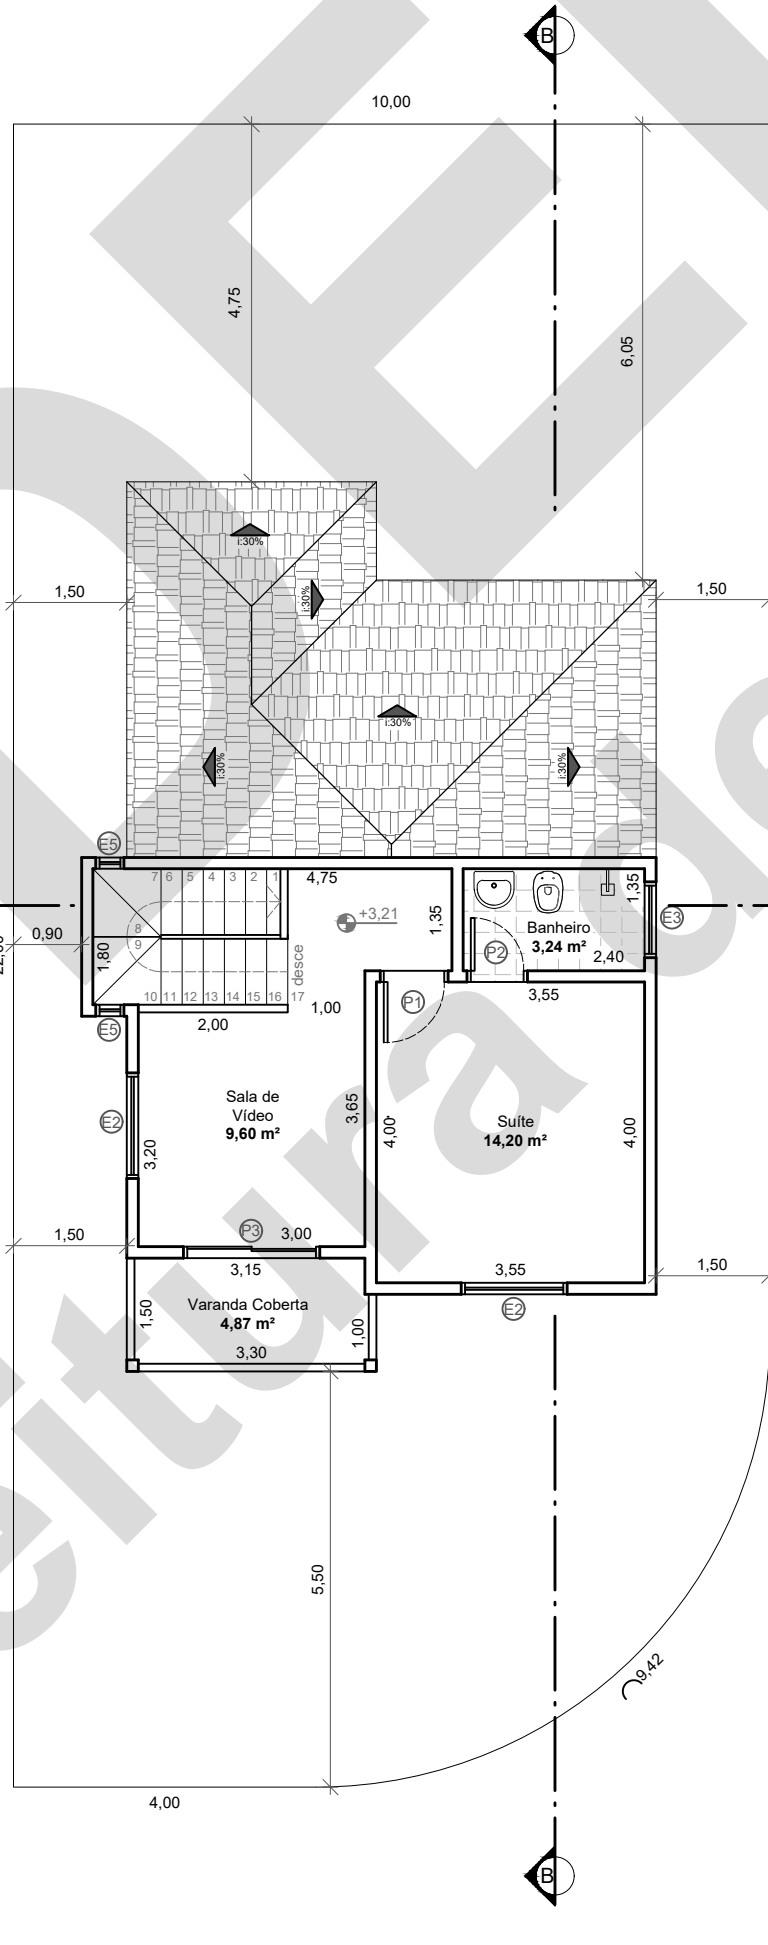 B
10,00
4,75
6,05
i:30%
i:30%
1,50
1,50
i:30%
i:30%
i:30%
E5
7 6 5 4 3 2 1
4,75
1,35
+3,21
1,35
E3
8
9
Banheiro
3,24 m²
P2
2,40
0,90
1,80
desce
10 11 12 13 14 15 16 17
E5
2,00
1,00
P1
3,55
Sala de
Vídeo
9,60 m²
3,65
4,00
Suíte
14,20 m²
4,00
E2
3,20
1,50
P3
3,00
3,15
3,55
1,50
Varanda Coberta
4,87 m²
1,50
1,00
3,30
E2
5,50
9,42
4,00
B
eitura de